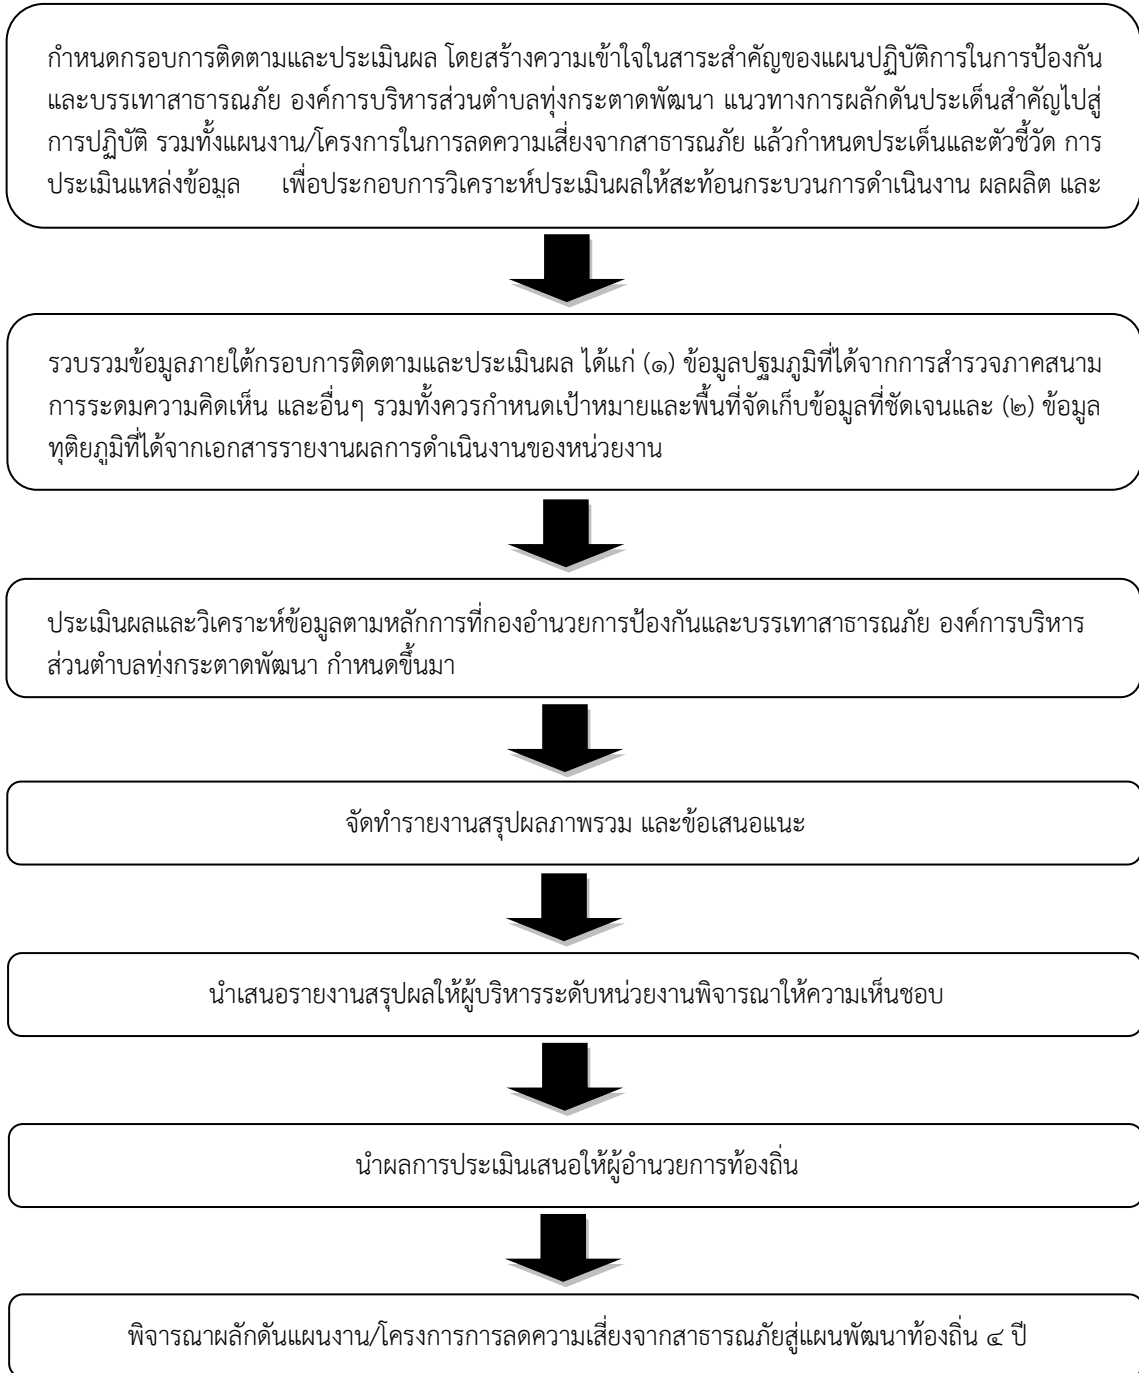 กำหนดกรอบการติดตามและประเมินผล โดยสร้างความเข้าใจในสาระสำคัญของแผนปฏิบัติการในการป้องกัน
และบรรเทาสาธารณภัย องค์การบริหารส่วนตำบลทุ่งกระตาดพัฒนา แนวทางการผลักดันประเด็นสำคัญไปสู่
การปฏิบัติ รวมทั้งแผนงาน/โครงการในการลดความเสี่ยงจากสาธารณภัย แล้วกำหนดประเด็นและตัวชี้วัด การ
ประเมินแหล่งข้อมูล เพื่อประกอบการวิเคราะห์ประเมินผลให้สะท้อนกระบวนการดำเนินงาน ผลผลิต และ
รวบรวมข้อมูลภายใต้กรอบการติดตามและประเมินผล ได้แก่ (๑) ข้อมูลปฐมภูมิที่ได้จากการสำรวจภาคสนาม
การระดมความคิดเห็น และอื่นๆ รวมทั้งควรกำหนดเป้าหมายและพื้นที่จัดเก็บข้อมูลที่ชัดเจนและ (๒) ข้อมูล
ทุติยภูมิที่ได้จากเอกสารรายงานผลการดำเนินงานของหน่วยงาน
ประเมินผลและวิเคราะห์ข้อมูลตามหลักการที่กองอำนวยการป้องกันและบรรเทาสาธารณภัย องค์การบริหาร
ส่วนตำบลทุ่งกระตาดพัฒนา กำหนดขึ้นมา
จัดทำรายงานสรุปผลภาพรวม และข้อเสนอแนะ
นำเสนอรายงานสรุปผลให้ผู้บริหารระดับหน่วยงานพิจารณาให้ความเห็นชอบ
นำผลการประเมินเสนอให้ผู้อำนวยการท้องถิ่น
พิจารณาผลักดันแผนงาน/โครงการการลดความเสี่ยงจากสาธารณภัยสู่แผนพัฒนาท้องถิ่น ๔ ปี